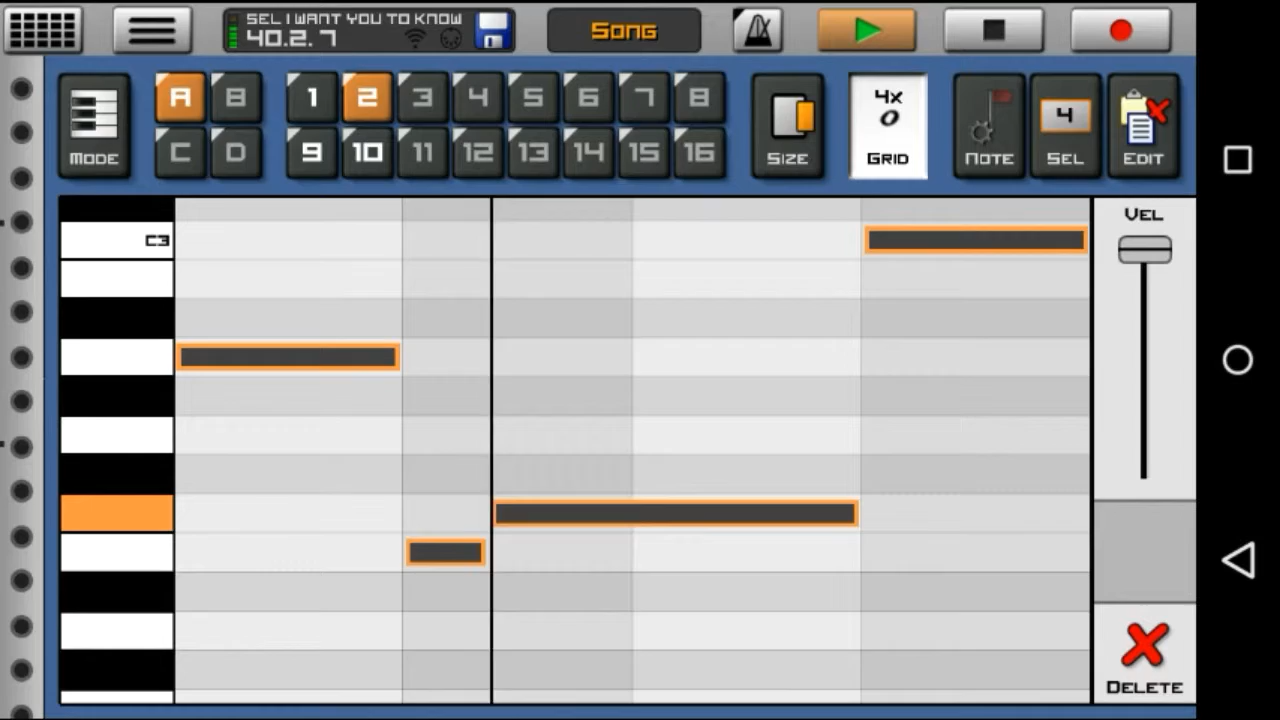 SEL I WANT YOU TO KNOW
40.2.7
SONG
MODE
A B
C D
1 2 3 4 5 6 7 8
9 10 11 12 13 14 15 16
SIZE
4X
O
GRID
NOTE
4
SEL
EDIT
C3
VEL
DELETE